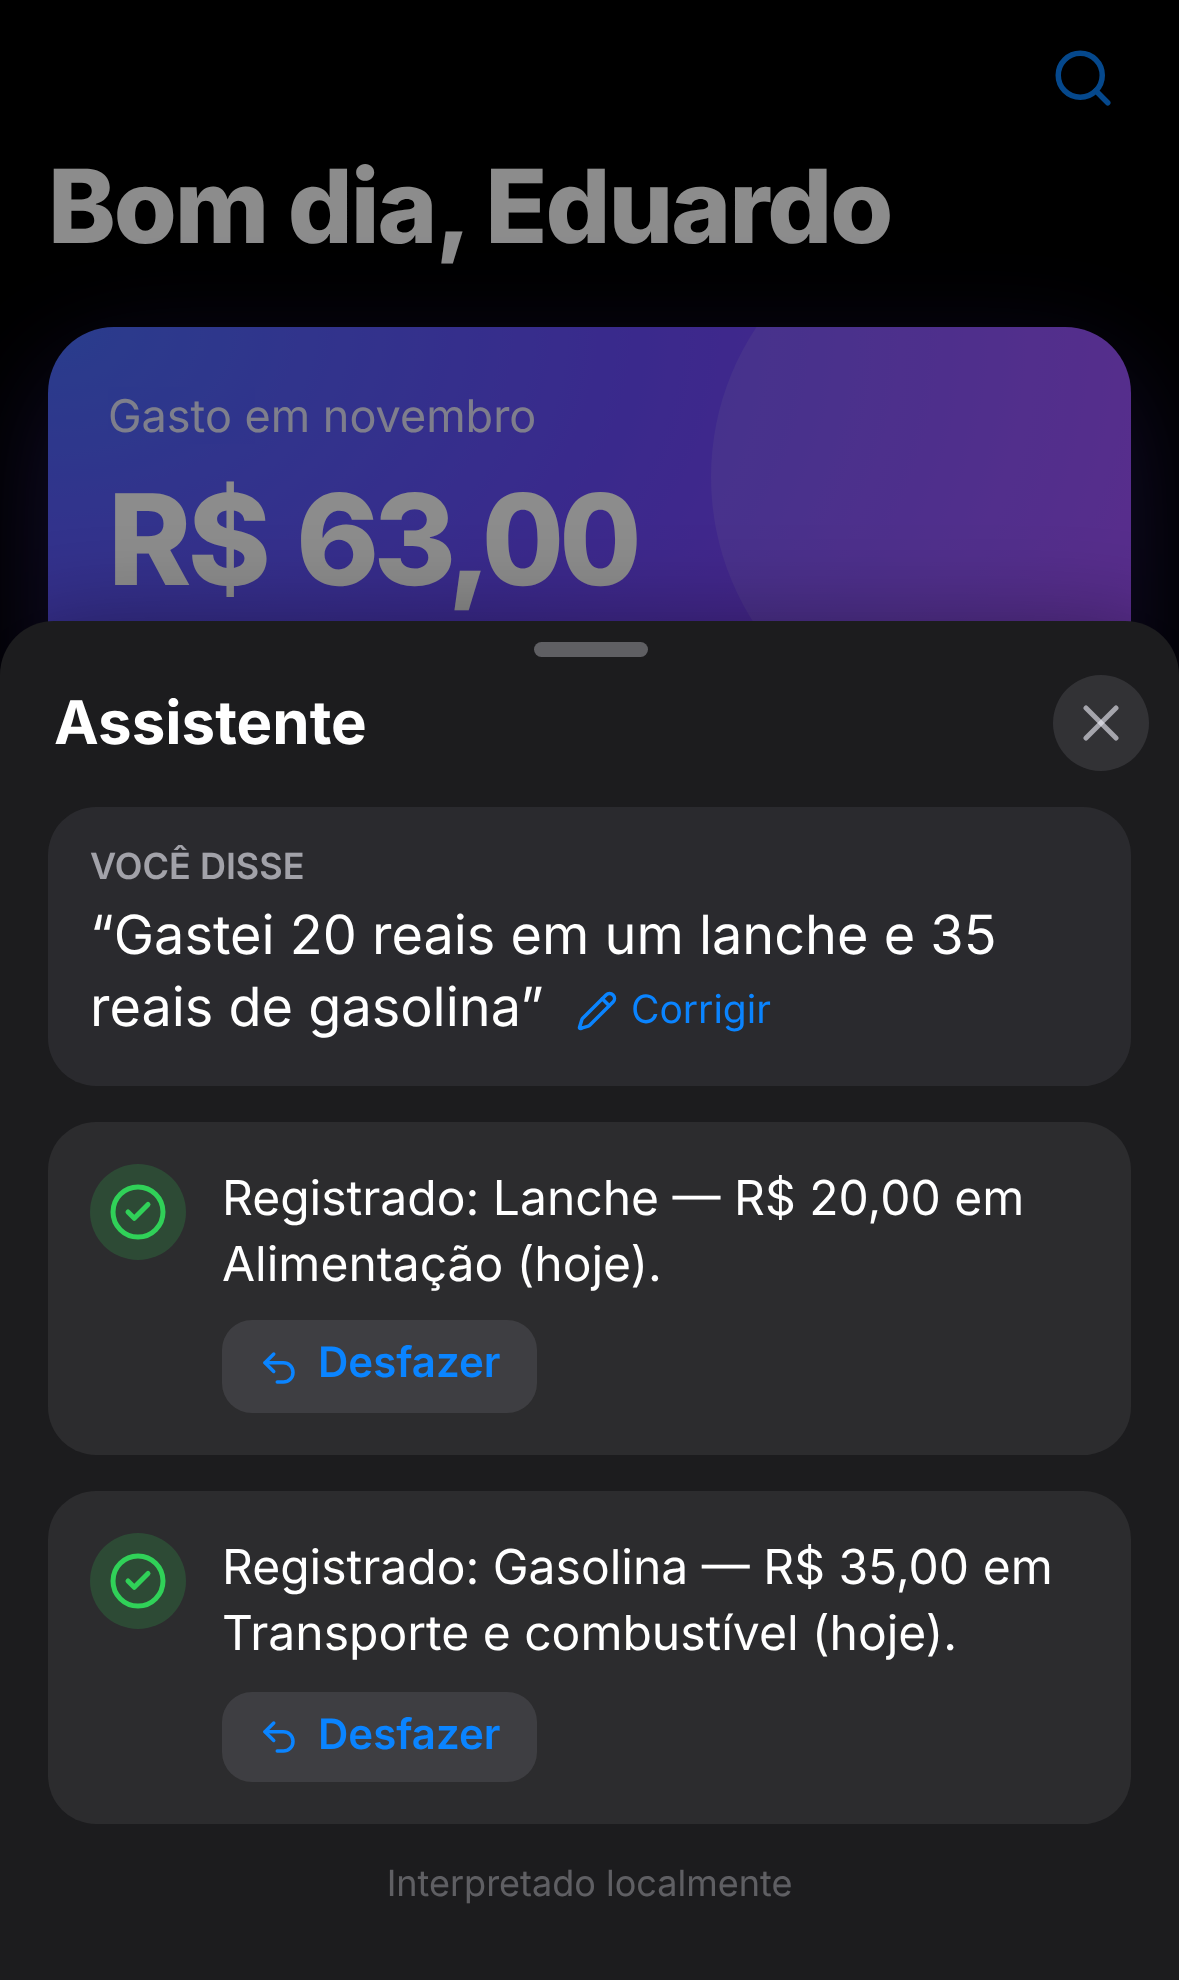 Bom dia, Eduardo
Gasto em novembro
R$ 63,00
Assistente
VOCÊ DISSE
“Gastei 20 reais em um lanche e 35
reais de gasolina” Corrigir
Registrado: Lanche — R$ 20,00 em
Alimentação (hoje).
Desfazer
Registrado: Gasolina — R$ 35,00 em
Transporte e combustível (hoje).
Desfazer
Interpretado localmente